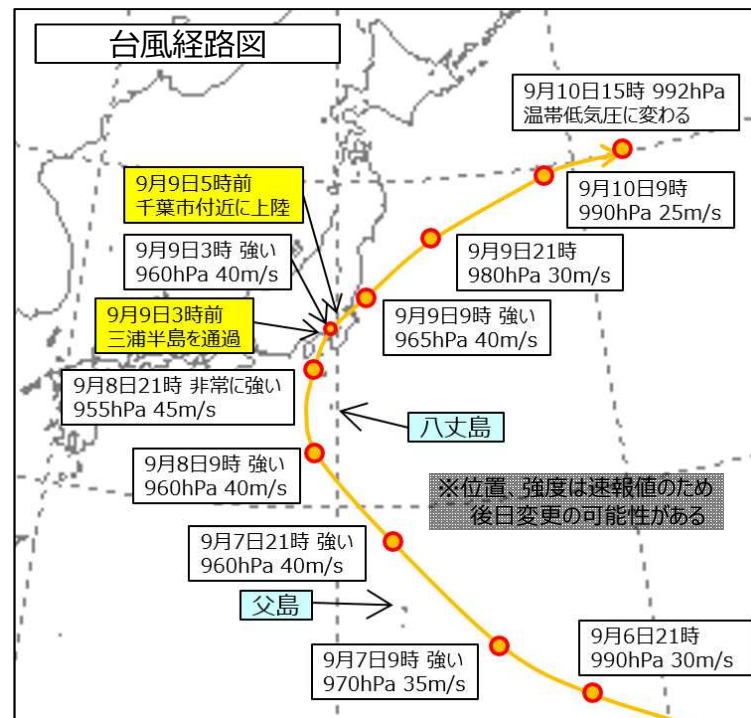 台風経路図
9月10日15時 992hPa
温帯低気圧に変わる
9月9日5時前
千葉市付近に上陸
9月10日9時
990hPa 25m/s
9月9日3時 強い
960hPa 40m/s
9月9日21時
980hPa 30m/s
9月9日3時前
三浦半島を通過
9月9日9時 強い
965hPa 40m/s
9月8日21時 非常に強い
955hPa 45m/s
八丈島
9月8日9時 強い
960hPa 40m/s
※位置、強度は速報値のため
後日変更の可能性がある
9月7日21時 強い
960hPa 40m/s
父島
9月6日21時
990hPa 30m/s
9月7日9時 強い
970hPa 35m/s